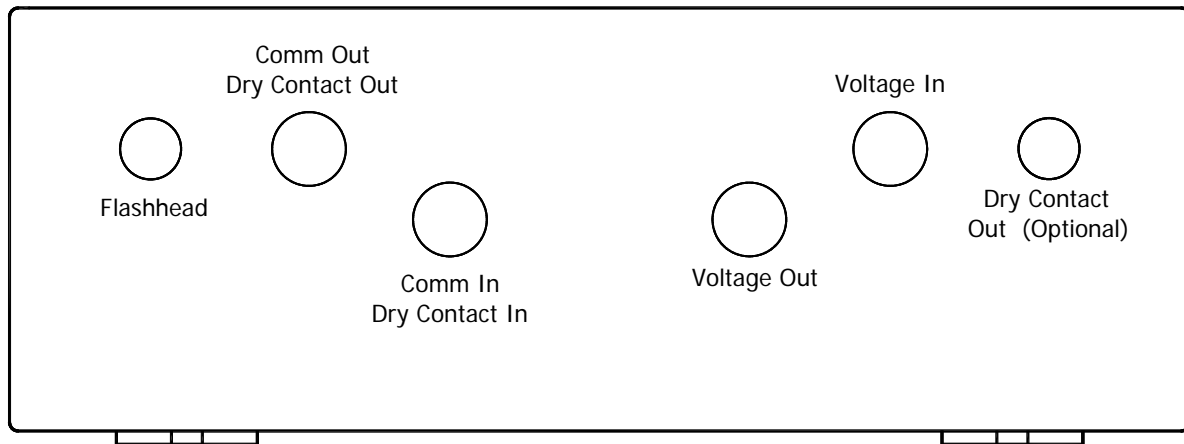 Comm Out
Dry Contact Out
Voltage In
Flashhead
Dry Contact
Out (Optional)
Comm In
Dry Contact In
Voltage Out